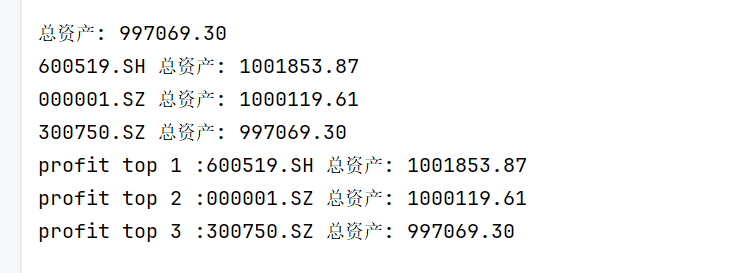 总资产: 997069.30
600519.SH 总资产: 1001853.87
000001.SZ 总资产: 1000119.61
300750.SZ 总资产: 997069.30
profit top 1 :600519.SH 总资产: 1001853.87
profit top 2 :000001.SZ 总资产: 1000119.61
profit top 3 :300750.SZ 总资产: 997069.30